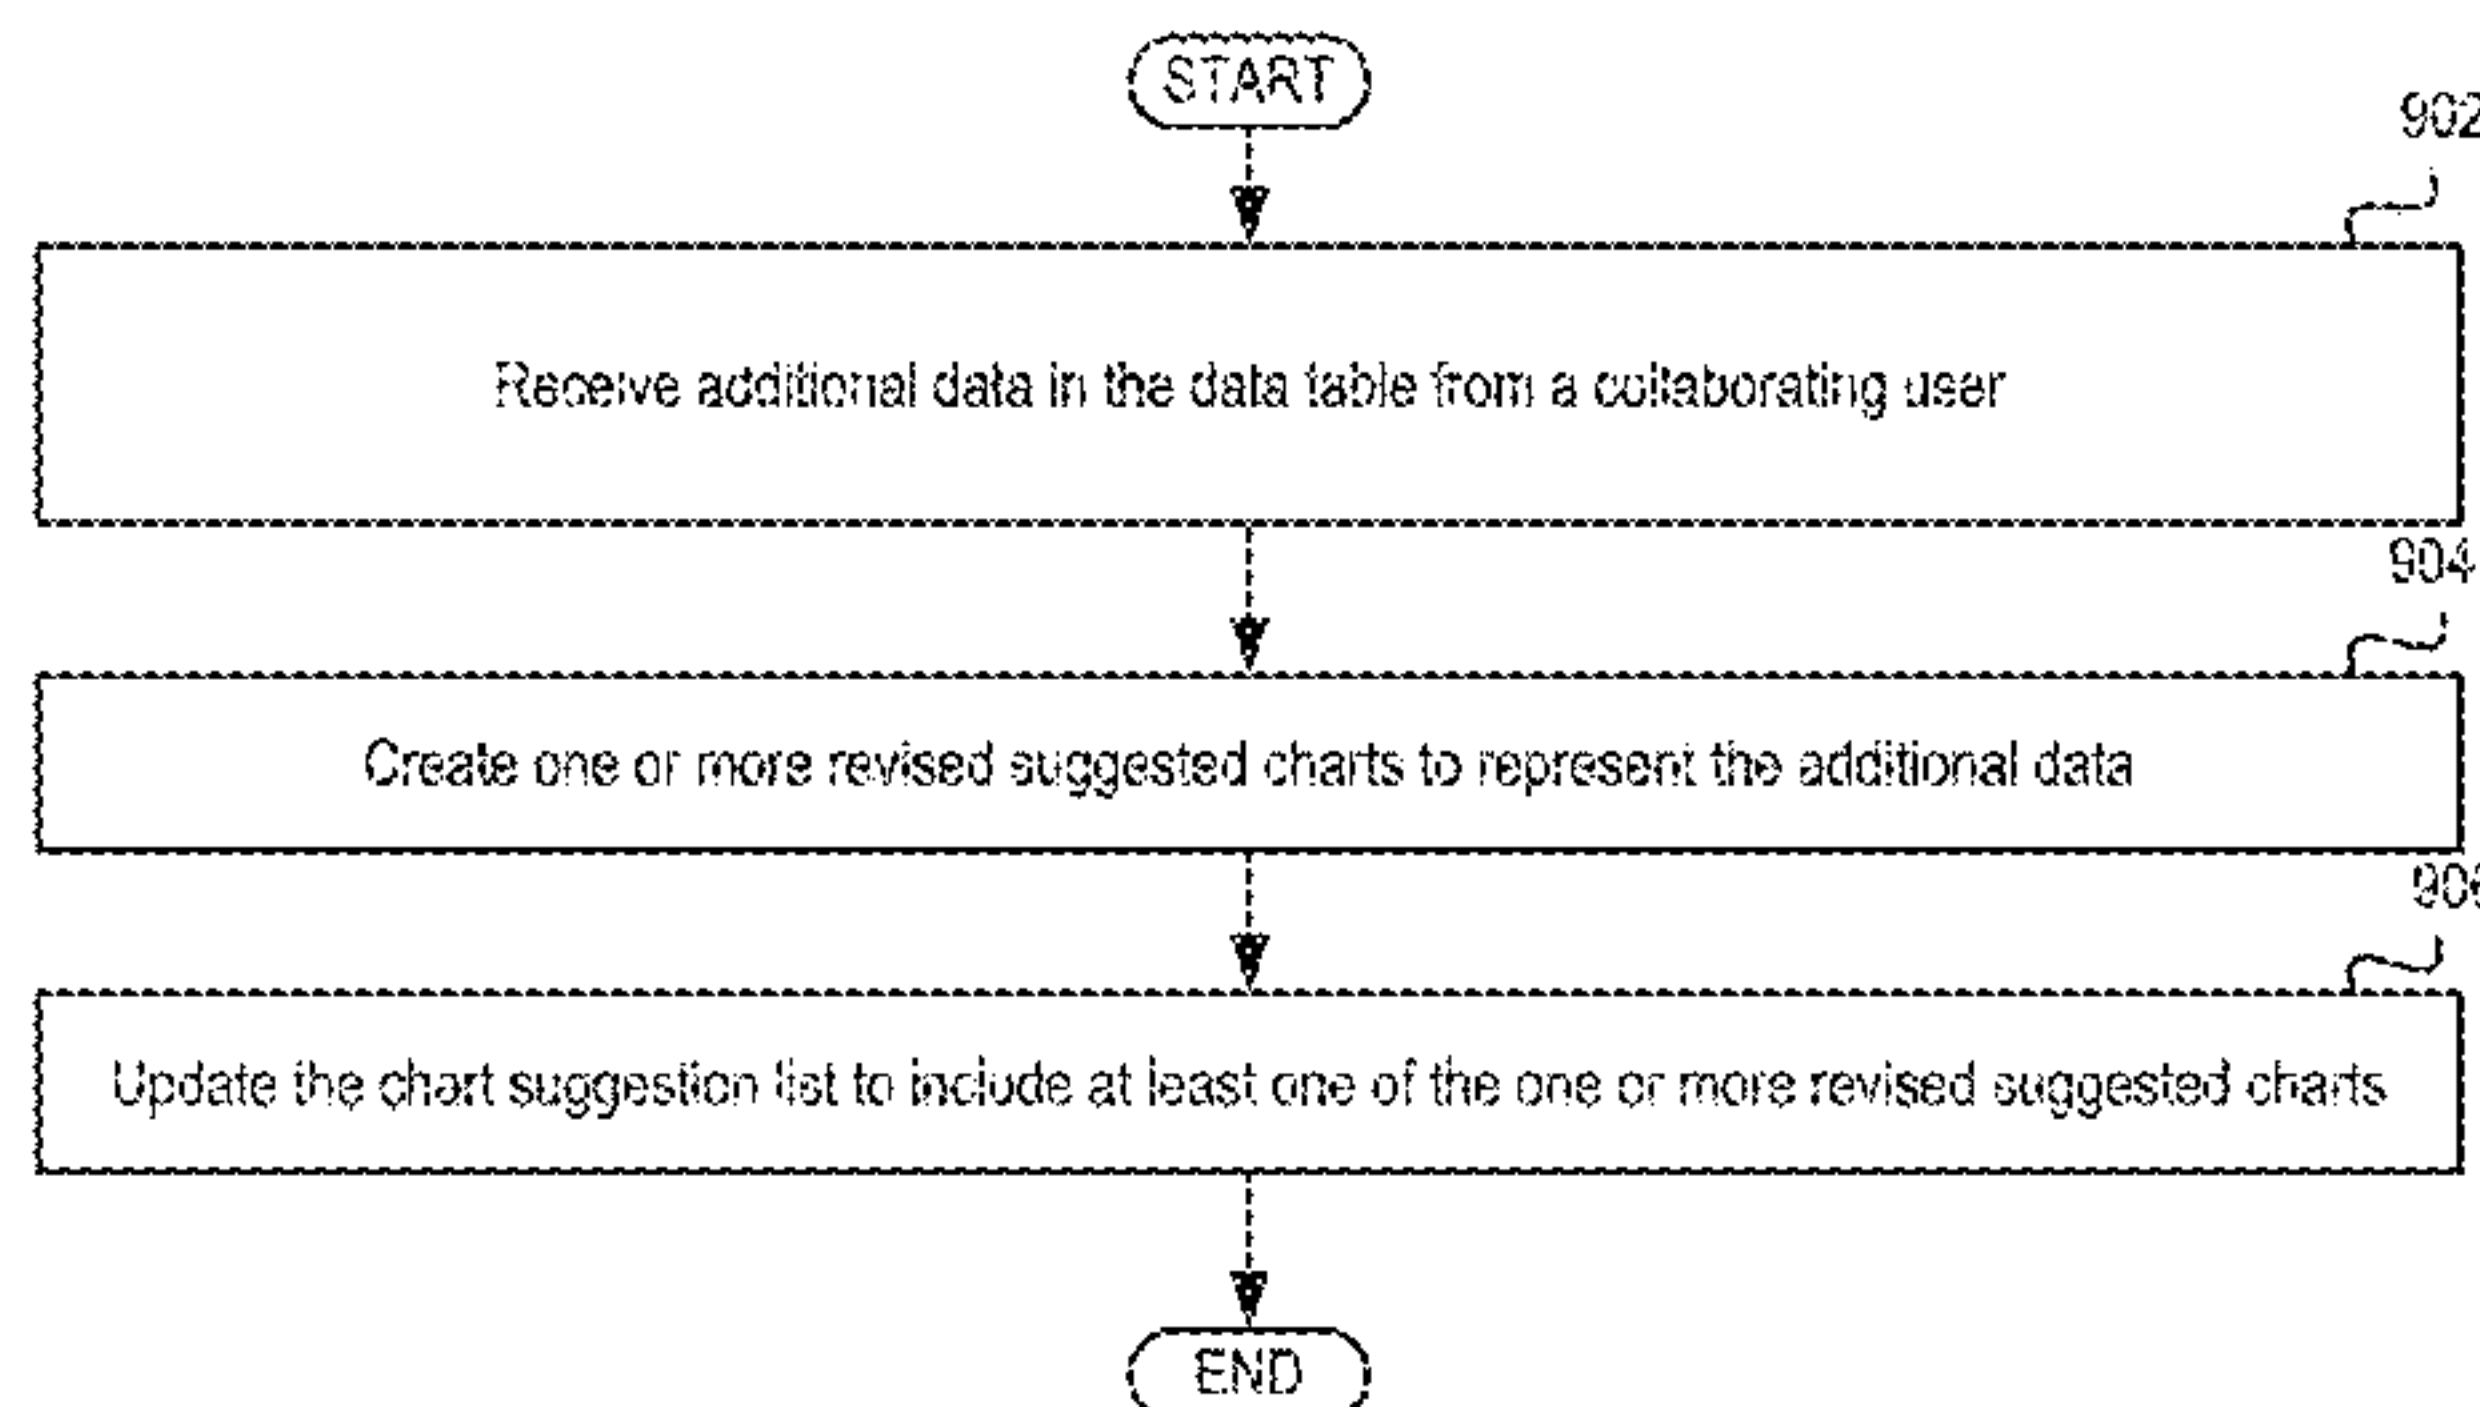 START
902
Receive additional data in the data table from a collaborating user
904
Create one or more revised suggested charts to represent the additional data
906
Update the chart suggestion list to include at least one of the one or more revised suggested charts
END